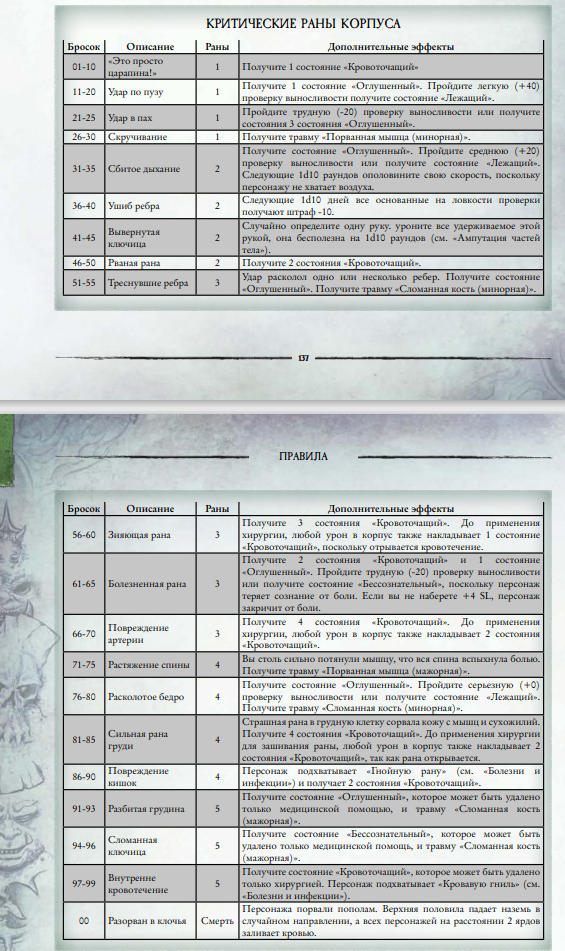 КРИТИЧЕСКИЕ РАНЫ КОРПУСА
Бросок Описание Раны Дополнительные эффекты
01-10 «Это просто царапина!» 1 Получите 1 состояние «Кровоточащий»
11-20 Удар по пузу 1 Получите 1 состояние «Оглушенный». Пройдите легкую (+40)
проверку выносливости получите состояние «Лежащий».
21-25 Удар в пах 1 Пройдите трудную (-20) проверку выносливости или получите
состояния 3 состояния «Оглушенный».
26-30 Скручивание 1 Получите травму «Порванная мышца (минорная)».
31-35 Сбитое дыхание 2 Получите состояние «Оглушенный». Пройдите среднюю (+20)
проверку выносливости или получите состояние «Лежащий».
Следующие 1d10 раундов ополовините свою скорость, поскольку
персонажу не хватает воздуха.
36-40 Ушиб ребра 2 Следующие 1d10 дней все основанные на ловкости проверки
получают штраф -10.
41-45 Вывернутая ключица 2 Случайно определите одну руку. уроните все удерживаемое этой
рукой, она бесполезна на 1d10 раундов (см. «Ампутация частей
тела»).
46-50 Рваная рана 2 Получите 2 состояния «Кровоточащий».
51-55 Треснувшие ребра 3 Удар расколол одно или несколько ребер. Получите состояние
«Оглушенный». Получите травму «Сломанная кость (минорная)».
137
ПРАВИЛА
Бросок Описание Раны Дополнительные эффекты
56-60 Зияющая рана 3 Получите 3 состояния «Кровоточащий». До применения
хирургии, любой урон в корпус также накладывает 1 состояние
«Кровоточащий», поскольку отрывается кровотечение.
61-65 Болезненная рана 3 Получите 2 состояния «Кровоточащий» и 1 состояние
«Оглушенный». Пройдите трудную (-20) проверку выносливости
или получите состояние «Бессознательный», поскольку персонаж
теряет сознание от боли. Если вы не наберете +4 SL, персонаж
закричит от боли.
66-70 Повреждение артерии 3 Получите 4 состояния «Кровоточащий». До применения
хирургии, любой урон в корпус также накладывает 2 состояния
«Кровоточащий».
71-75 Растяжение спины 4 Вы столь сильно потянули мышцу, что вся спина вспыхнула болью.
Получите травму «Порванная мышца (мажорная)».
76-80 Расколотое бедро 4 Получите состояние «Оглушенный». Пройдите серьезную (+0)
проверку выносливости или получите состояние «Лежащий».
Получите травму «Сломанная кость (минорная)».
81-85 Сильная рана груди 4 Страшная рана в грудную клетку сорвала кожу с мышц и сухожилий.
Получите 4 состояния «Кровоточащий». До применения хирургии
для зашивания раны, любой урон в корпус также накладывает 2
состояния «Кровоточащий», так как рана открывается.
86-90 Повреждение кишок 4 Персонаж подхватывает «Гнойную рану» (см. «Болезни и
инфекции») и получает 2 состояния «Кровоточащий».
91-93 Разбитая грудина 5 Получите состояние «Оглушенный», которое может быть удалено
только медицинской помощью, и травму «Сломанная кость
(мажорная)».
94-96 Сломанная ключица 5 Получите состояние «Бессознательный», которое может быть
удалено только медицинской помощь, и травму «Сломанная кость
(мажорная)».
97-99 Внутренне кровотечение 5 Получите состояние «Кровоточащий», которое может быть удалено
только хирургией. Персонаж подхватывает «Кровавую гниль» (см.
«Болезни и инфекции»).
00 Разорван в клочья Смерть Персонажа порвали пополам. Верхняя половила падает наземь в
случайном направлении, а всех персонажей на расстоянии 2 ярдов
заливает кровью.